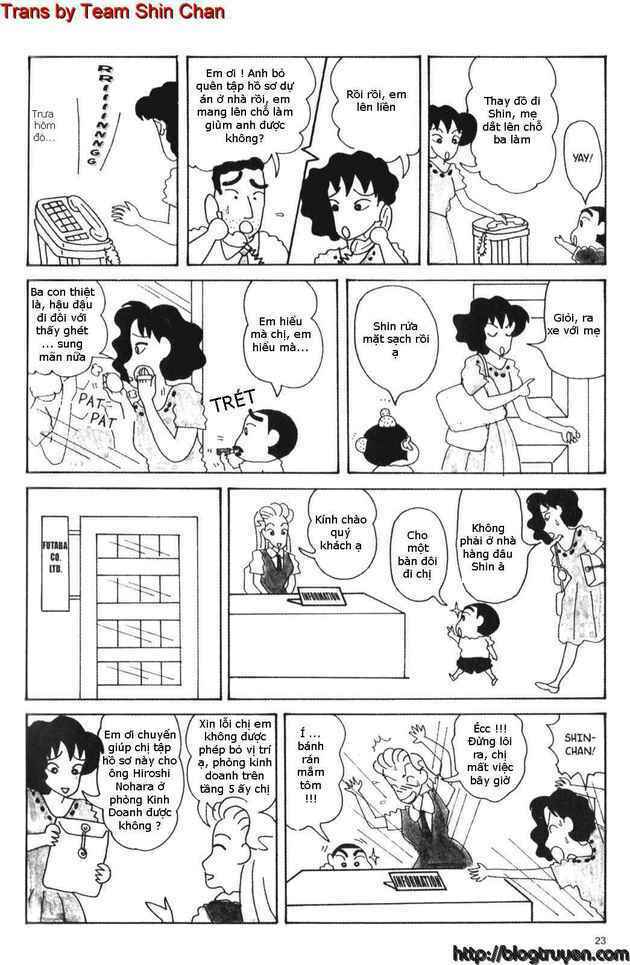 Trans by Team Shin Chan
Trưa
hôm
đó...
RRIIINNNGG
Em ơi ! Anh bỏ
quên tập hồ sơ dự
án ở nhà rồi, em
mang lên chỗ làm
giùm anh được
không?
Rồi rồi, em
lên liền
Thay đồ đi
Shin, mẹ
dắt lên chỗ
ba làm
YAY!
Ba con thiệt
là, hậu đậu
đi đôi với
thấy ghét
... sung
mãn nữa
PAT-
PAT
Em hiểu
mà chị, em
hiểu mà...
TRÉT
Shin rửa
mặt sạch rồi
ạ
Giỏi, ra
xe với mẹ
FUTABA
CO.
LTD.
Kính chào
quý
khách ạ
INFORMATION
Cho
một
bàn đôi
đi chị
Không
phải ở nhà
hàng đâu
Shin à
Em ơi chuyển
giúp chị tập
hồ sơ này cho
ông Hiroshi
Nohara ở
phòng Kinh
Doanh được
không ?
Xin lỗi chị em
không được
phép bỏ vị trí
ạ, phòng kinh
doanh trên
tầng 5 ấy chị
Í ...
bánh
rán
mắm
tôm
!!!
Écc !!!
Đừng lôi
ra, chị
mất việc
bây giờ
SHIN-
CHAN!
INFORMATION
23
http://blogtruyen.com